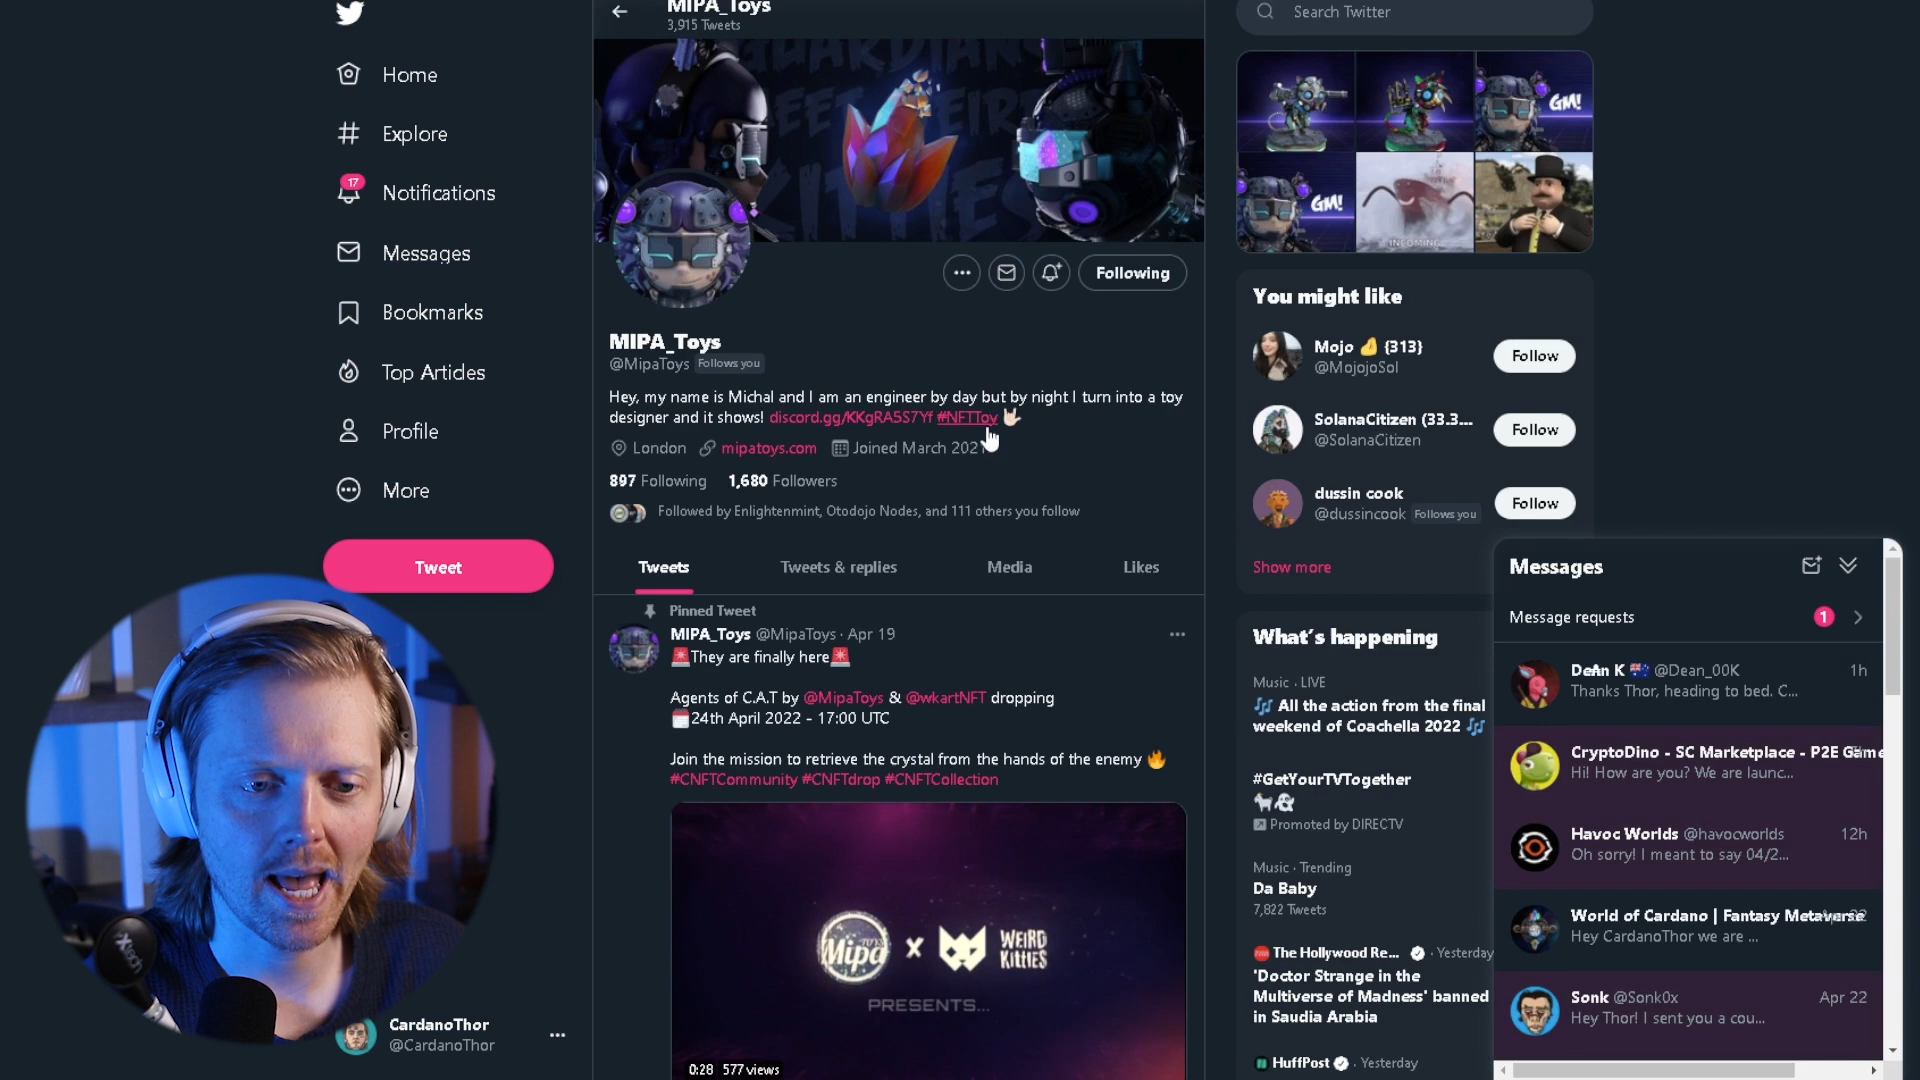 Home
Explore
17
Notifications
Messages
Bookmarks
Top Articles
Profile
More
Tweet
CardanoThor
@CardanoThor
MIPA_Toys
3,915 Tweets
Following
MIPA_Toys
@MipaToys Follows you
Hey, my name is Michal and I am an engineer by day but by night I turn into a toy
designer and it shows! discord.gg/KKgRA5S7Yf #NFTToy 🤟🏻
London mipatoys.com Joined March 2021
897 Following 1,680 Followers
Followed by Enlightenmint, Otodojo Nodes, and 111 others you follow
Tweets Tweets & replies Media Likes
Pinned Tweet
MIPA_Toys @MipaToys · Apr 19
🚨They are finally here🚨
Agents of C.A.T by @MipaToys & @wkartNFT dropping
🗓️24th April 2022 - 17:00 UTC
Join the mission to retrieve the crystal from the hands of the enemy 🔥
#CNFTCommunity #CNFTdrop #CNFTCollection
Mipa TOYS X WEIRD
KITTIES
PRESENTS...
0:28 577 views
Search Twitter
GM!
GM!
INCOMING
You might like
Mojo 🤌 {313}
@MojojoSol
Follow
SolanaCitizen (33.3...
@SolanaCitizen
Follow
dussin cook
@dussincook Follows you
Follow
Show more
What's happening
Music · LIVE
🎶 All the action from the final
weekend of Coachella 2022 🎶
#GetYourTVTogether
🐐👻
Promoted by DIRECTV
Music · Trending
Da Baby
7,822 Tweets
The Hollywood Re... · Yesterday
'Doctor Strange in the
Multiverse of Madness' banned
in Saudia Arabia
HuffPost · Yesterday
Messages
Message requests 1
@Dean_00K 1h
Thanks Thor, heading to bed. C...
CryptoDino - SC Marketplace - P2E Game
Hi! How are you? We are launc...
Havoc Worlds @havocworlds 12h
Oh sorry! I meant to say 04/2...
World of Cardano | Fantasy Metaverse
Hey CardanoThor we are ...
Sonk @Sonk0x Apr 22
Hey Thor! I sent you a cou...